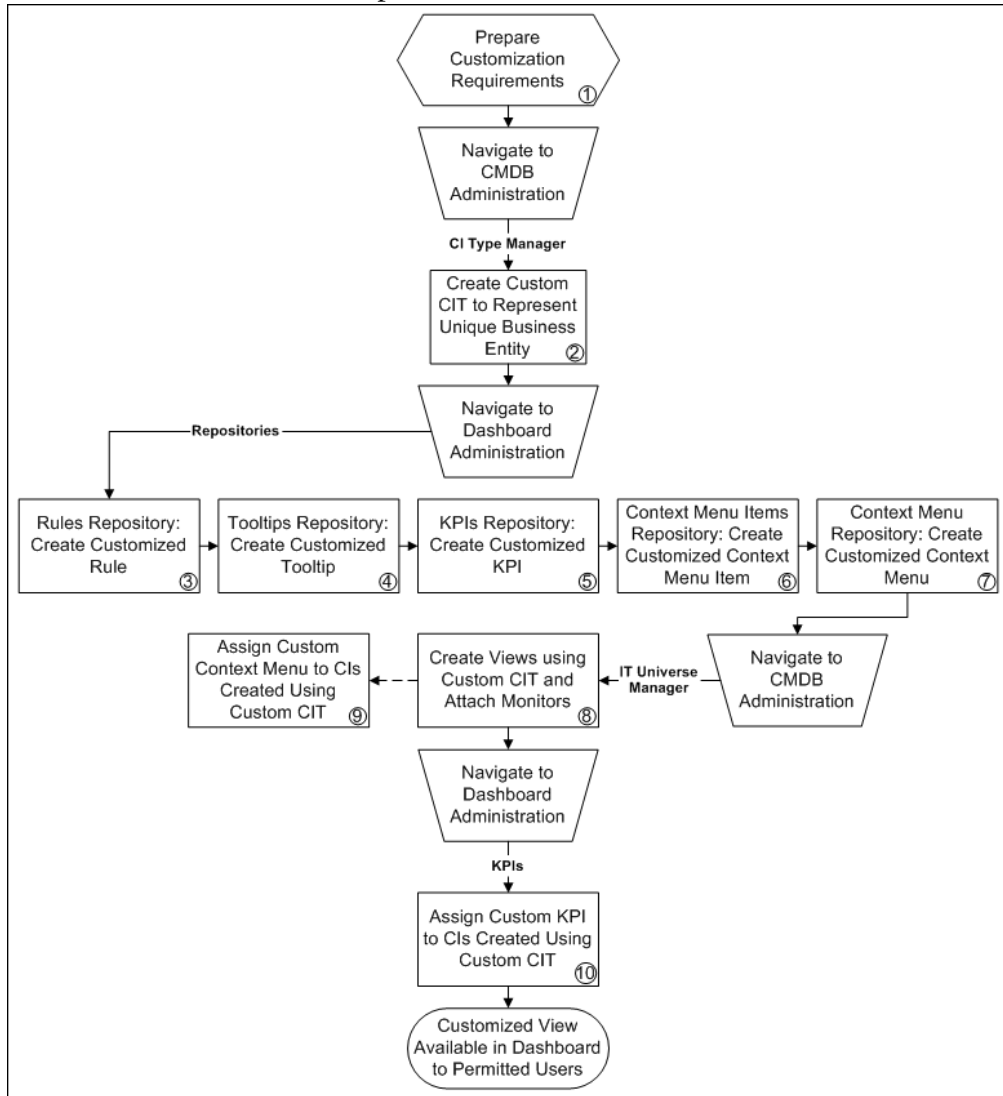 Prepare
Customization
Requirements
①
Navigate to
CMDB
Administration
CI Type Manager
Create Custom
CIT to Represent
Unique Business
Entity
②
Navigate to
Dashboard
Administration
Repositories
Rules Repository:
Create Customized
Rule
③
Tooltips Repository:
Create Customized
Tooltip
④
KPIs Repository:
Create Customized
KPI
⑤
Context Menu Items
Repository: Create
Customized Context
Menu Item
⑥
Context Menu
Repository: Create
Customized Context
Menu
⑦
Navigate to
CMDB
Administration
IT Universe
Manager
Create Views using
Custom CIT and
Attach Monitors
⑧
Assign Custom
Context Menu to CIs
Created Using
Custom CIT
⑨
Navigate to
Dashboard
Administration
KPIs
Assign Custom KPI
to CIs Created Using
Custom CIT
⑩
Customized View
Available in Dashboard
to Permitted Users